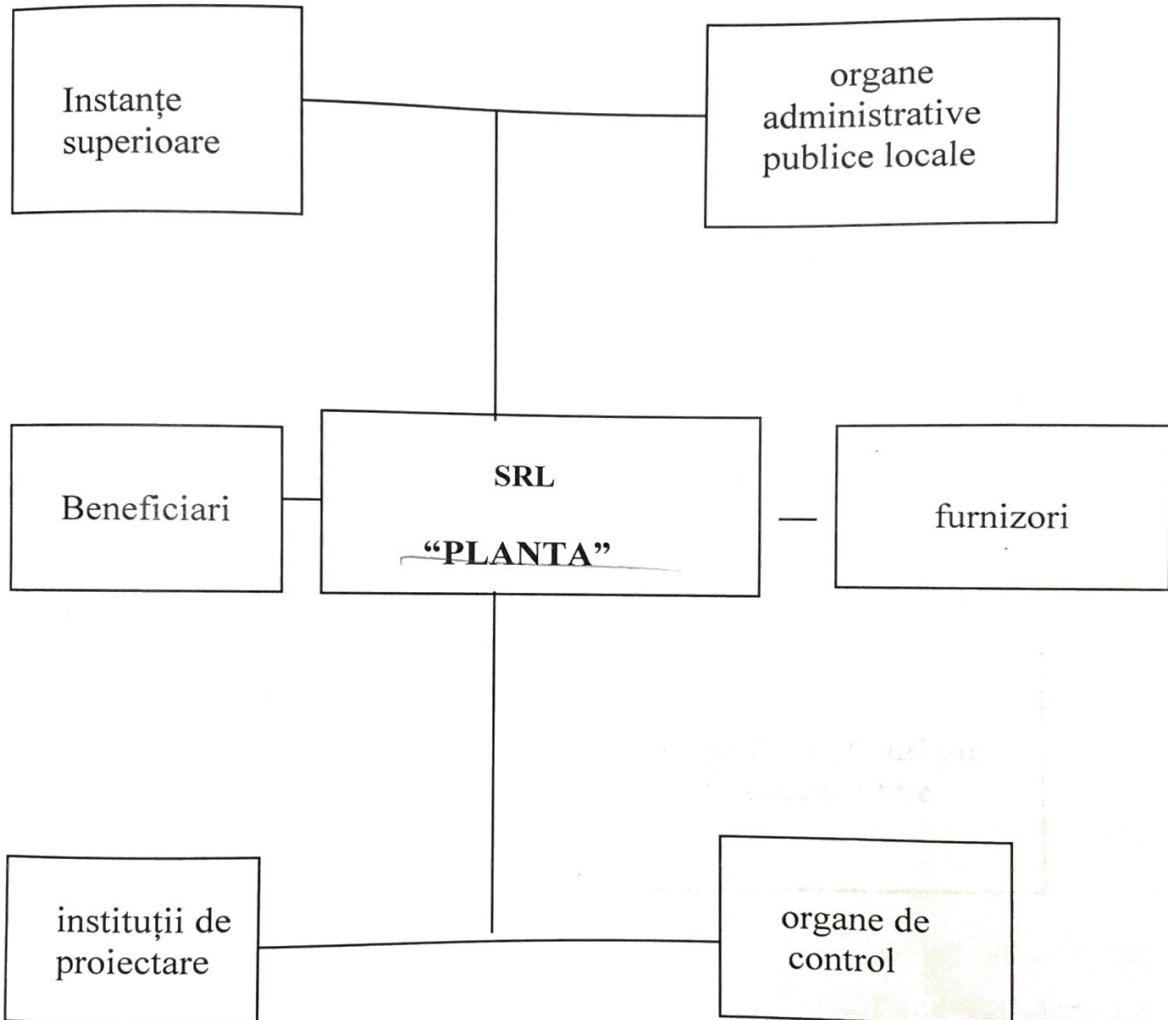 Instanțe
superioare
organe
administrative
publice locale
Beneficiari
SRL
“PLANTA”
furnizori
instituții de
proiectare
organe de
control